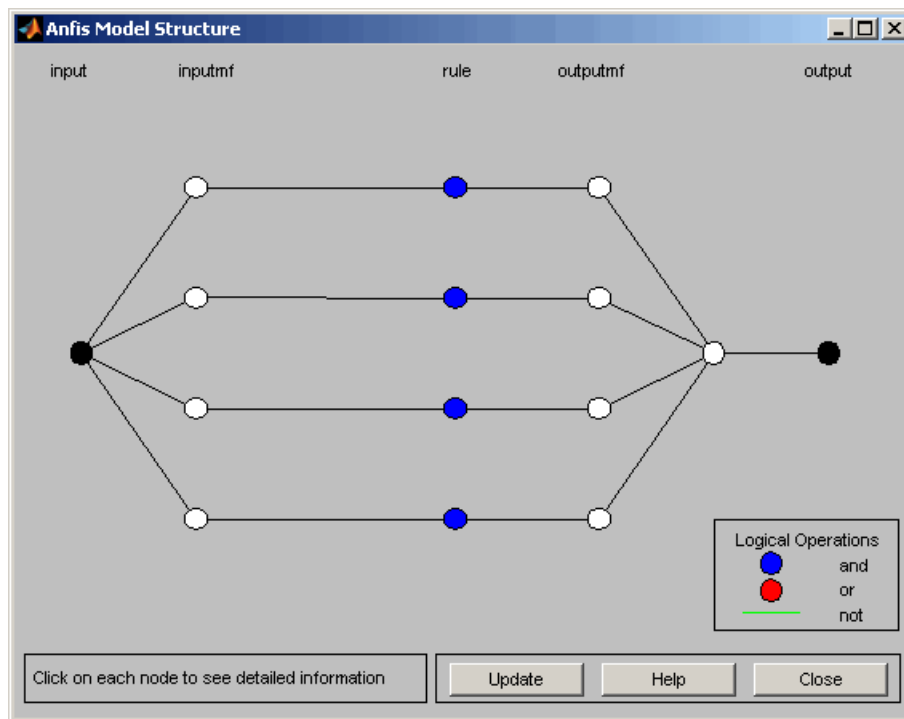 Anfis Model Structure
input inputmf rule outputmf output
Logical Operations
and
or
not
Click on each node to see detailed information
Update Help Close